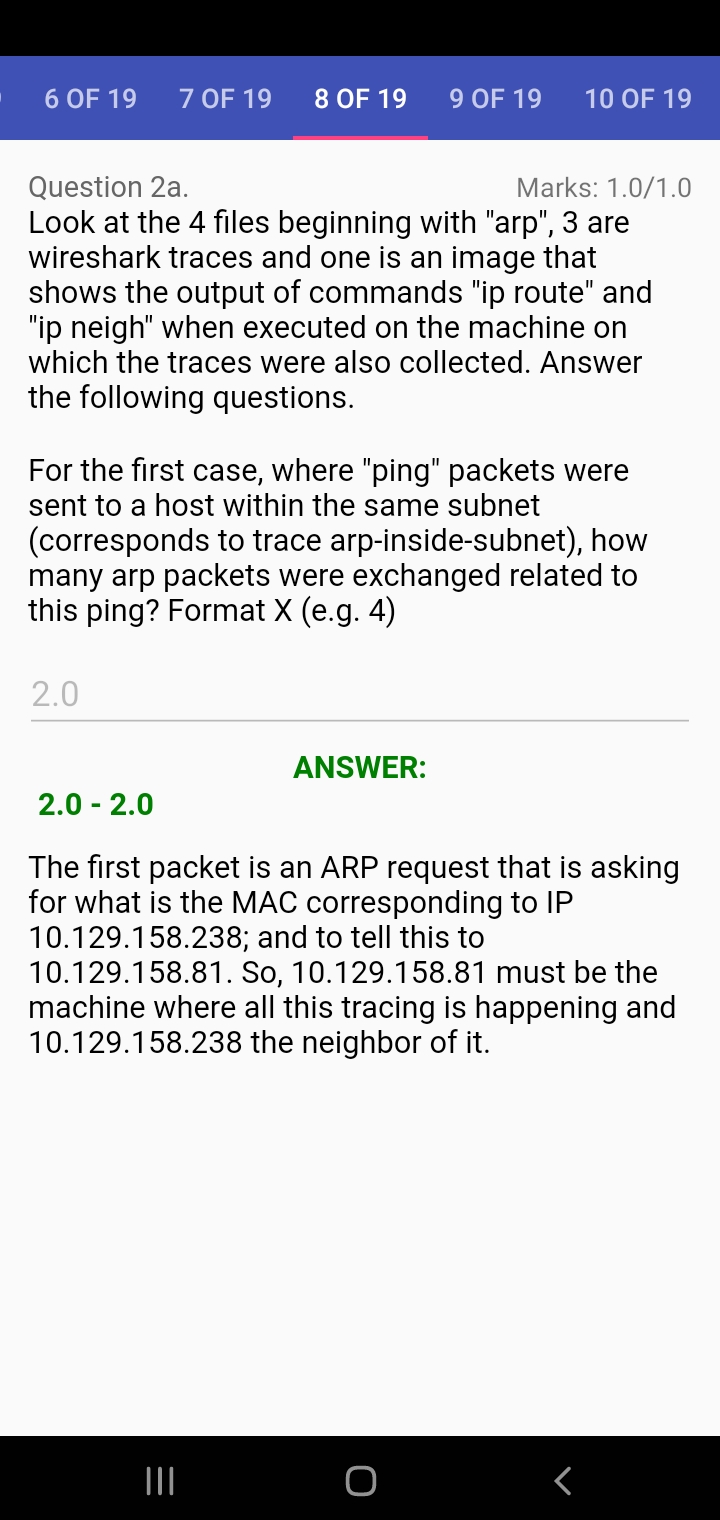 6 OF 19 7 OF 19 8 OF 19 9 OF 19 10 OF 19
Question 2a. Marks: 1.0/1.0
Look at the 4 files beginning with "arp", 3 are
wireshark traces and one is an image that
shows the output of commands "ip route" and
"ip neigh" when executed on the machine on
which the traces were also collected. Answer
the following questions.
For the first case, where "ping" packets were
sent to a host within the same subnet
(corresponds to trace arp-inside-subnet), how
many arp packets were exchanged related to
this ping? Format X (e.g. 4)
2.0
ANSWER:
2.0 - 2.0
The first packet is an ARP request that is asking
for what is the MAC corresponding to IP
10.129.158.238; and to tell this to
10.129.158.81. So, 10.129.158.81 must be the
machine where all this tracing is happening and
10.129.158.238 the neighbor of it.